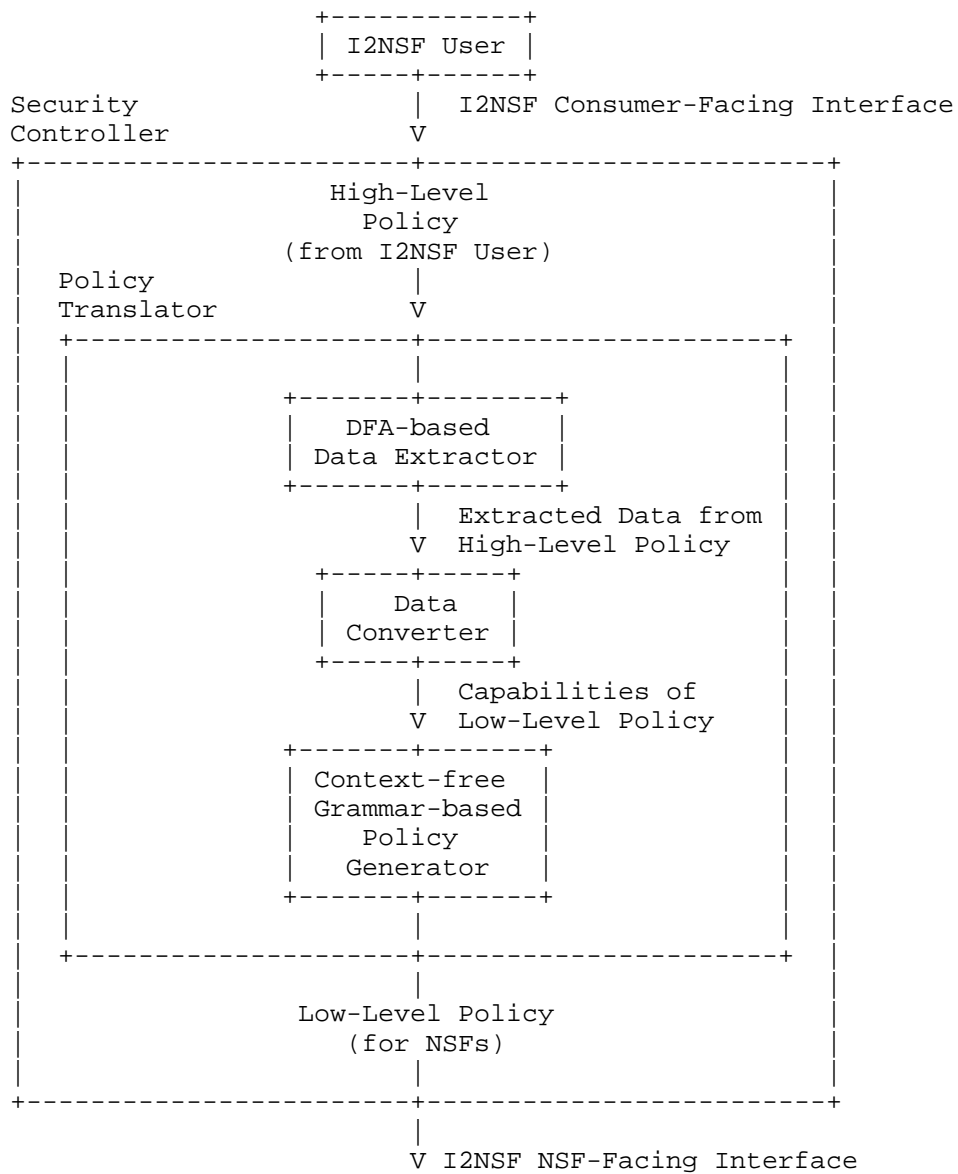 I2NSF User
Security | I2NSF Consumer-Facing Interface
Controller V
High-Level
Policy
(from I2NSF User)
Policy
Translator V
DFA-based
Data Extractor
Extracted Data from
V High-Level Policy
Data
Converter
Capabilities of
V Low-Level Policy
Context-free
Grammar-based
Policy
Generator
Low-Level Policy
(for NSFs)
V I2NSF NSF-Facing Interface